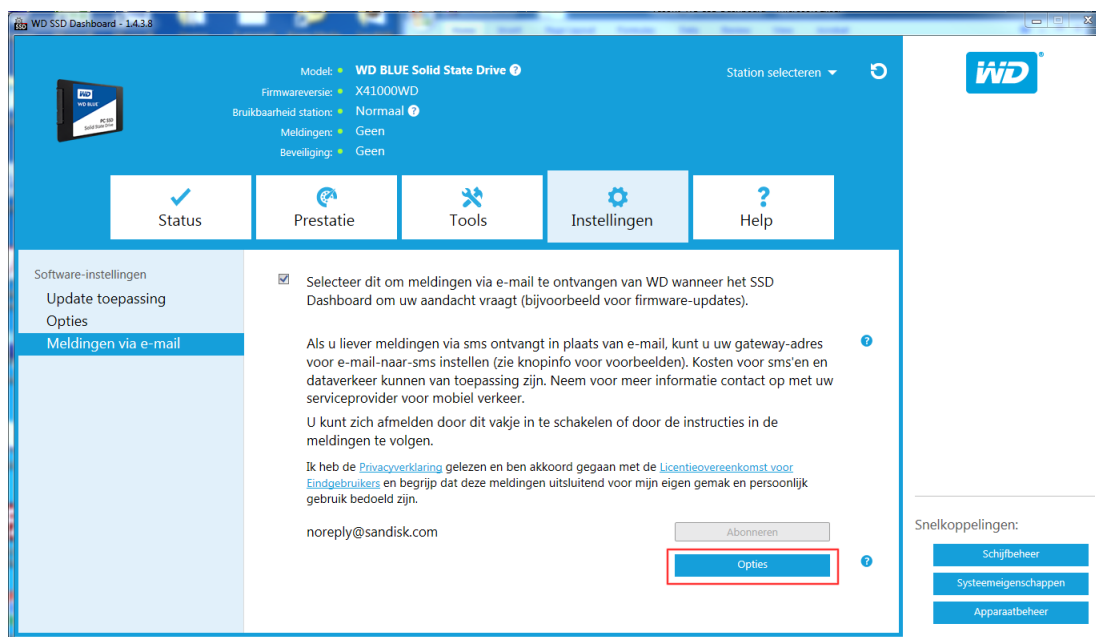 WD SSD Dashboard - 1.4.3.8
Model: WD BLUE Solid State Drive
Station selecteren
Firmwareversie: X41000WD
Bruikbaarheid station: Normaal
Meldingen: Geen
Beveiliging: Geen
WD
WD
WD BLUE
PC SSD
Solid State Drive
Status
Prestatie
Tools
Instellingen
Help
Software-instellingen
Update toepassing
Opties
Meldingen via e-mail
Selecteer dit om meldingen via e-mail te ontvangen van WD wanneer het SSD
Dashboard om uw aandacht vraagt (bijvoorbeeld voor firmware-updates).
Als u liever meldingen via sms ontvangt in plaats van e-mail, kunt u uw gateway-adres
voor e-mail-naar-sms instellen (zie knopinfo voor voorbeelden). Kosten voor sms'en en
dataverkeer kunnen van toepassing zijn. Neem voor meer informatie contact op met uw
serviceprovider voor mobiel verkeer.
U kunt zich afmelden door dit vakje in te schakelen of door de instructies in de
meldingen te volgen.
Ik heb de Privacyverklaring gelezen en ben akkoord gegaan met de Licentieovereenkomst voor
Eindgebruikers en begrijp dat deze meldingen uitsluitend voor mijn eigen gemak en persoonlijk
gebruik bedoeld zijn.
noreply@sandisk.com
Abonneren
Opties
Snelkoppelingen:
Schijfbeheer
Systeemeigenschappen
Apparaatbeheer